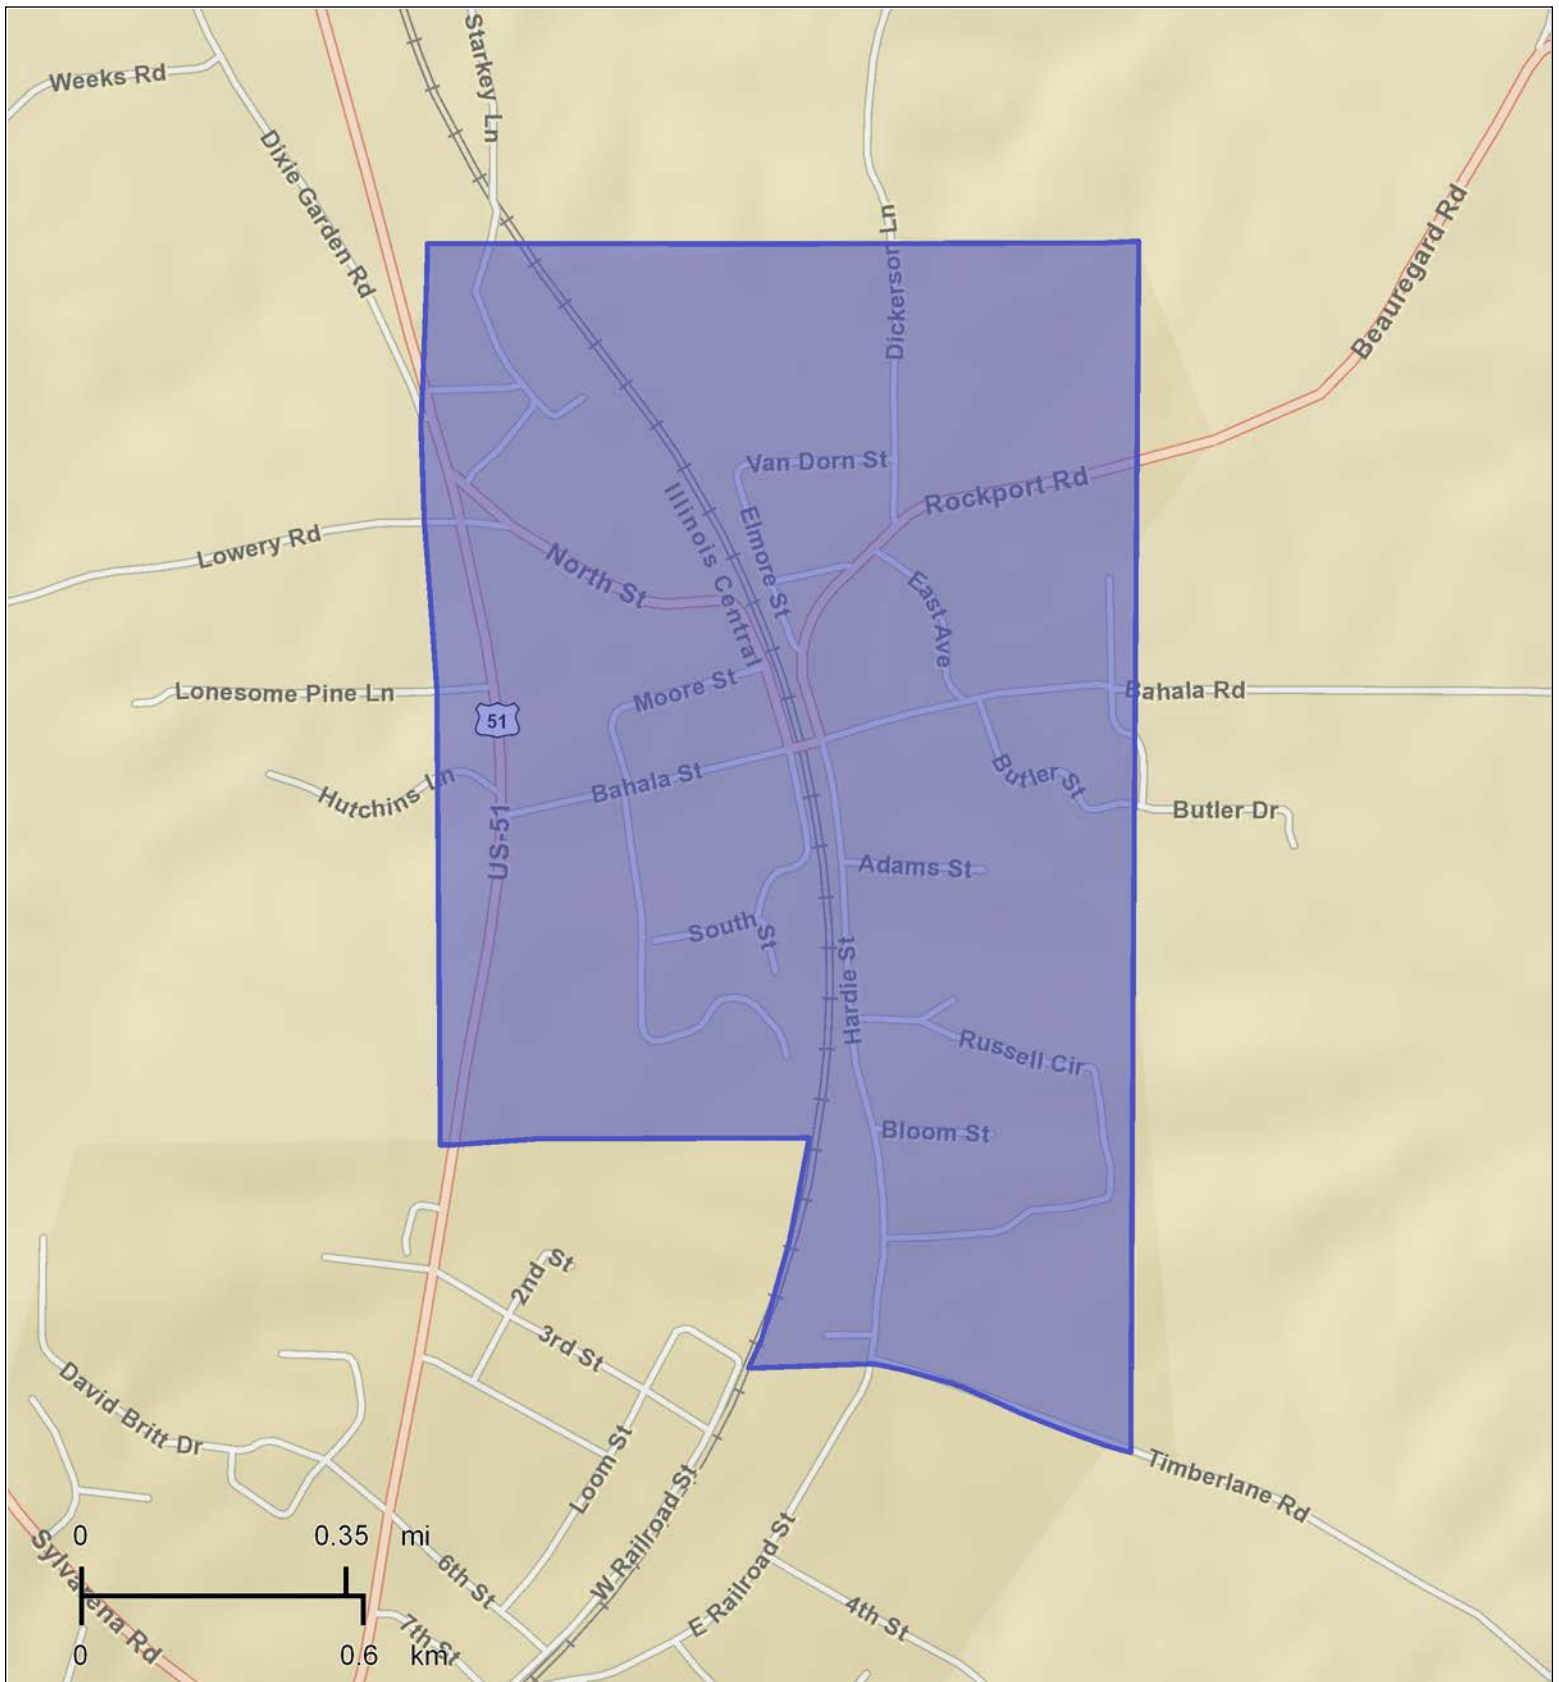 Starkey Ln
Weeks Rd
Dixie Garden Rd
Dickerson Ln
Beauregard Rd
Van Dorn St
Rockport Rd
Illinois Central
Elmore St
Lowery Rd
North St
East Ave
Moore St
Lonesome Pine Ln
Bahala Rd
51
Hutchins Ln
Bahala St
Butler St
Butler Dr
US-51
Adams St
South St
Hardie St
Russell Cir
Bloom St
2nd St
3rd St
David Britt Dr
Loom St
W Railroad St
Timberlane Rd
0 0.35 mi
Sylvarena Rd
6th St
E Railroad St
4th St
7th St
0 0.6 km